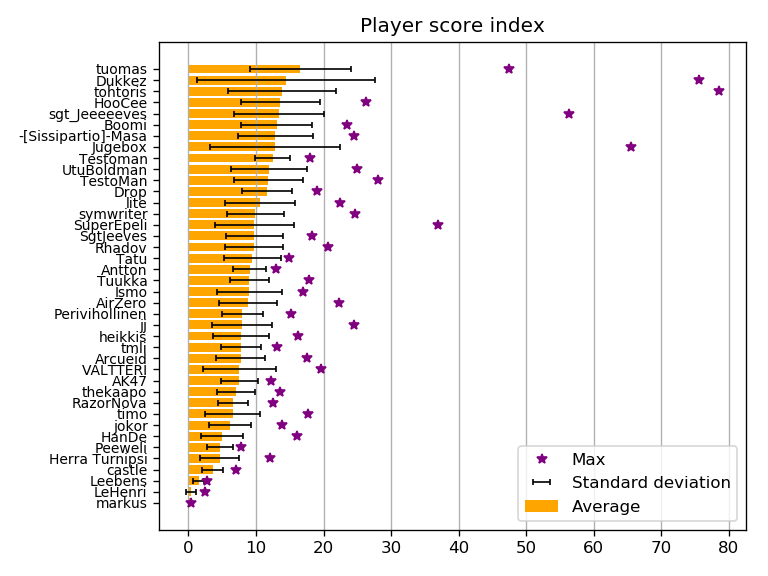 Player score index
tuomas
Dukkez
tohtoris
HooCee
sgt_Jeeeeeves
Boomi
-[Sissipartio]-Masa
Jugebox
Testoman
UtuBoldman
TestoMan
Drop
lite
symwriter
SuperEpeli
SgtJeeves
Rhadov
Tatu
Antton
Tuukka
Ismo
AirZero
Perivihollinen
JJ
heikkis
tmlj
Arcueid
VALTTERI
AK47
thekaapo
RazorNova
timo
jokor
HanDe
Peeweli
Herra Turnipsi
castle
Leebens
LeHenri
markus
Max
Standard deviation
Average
0 10 20 30 40 50 60 70 80